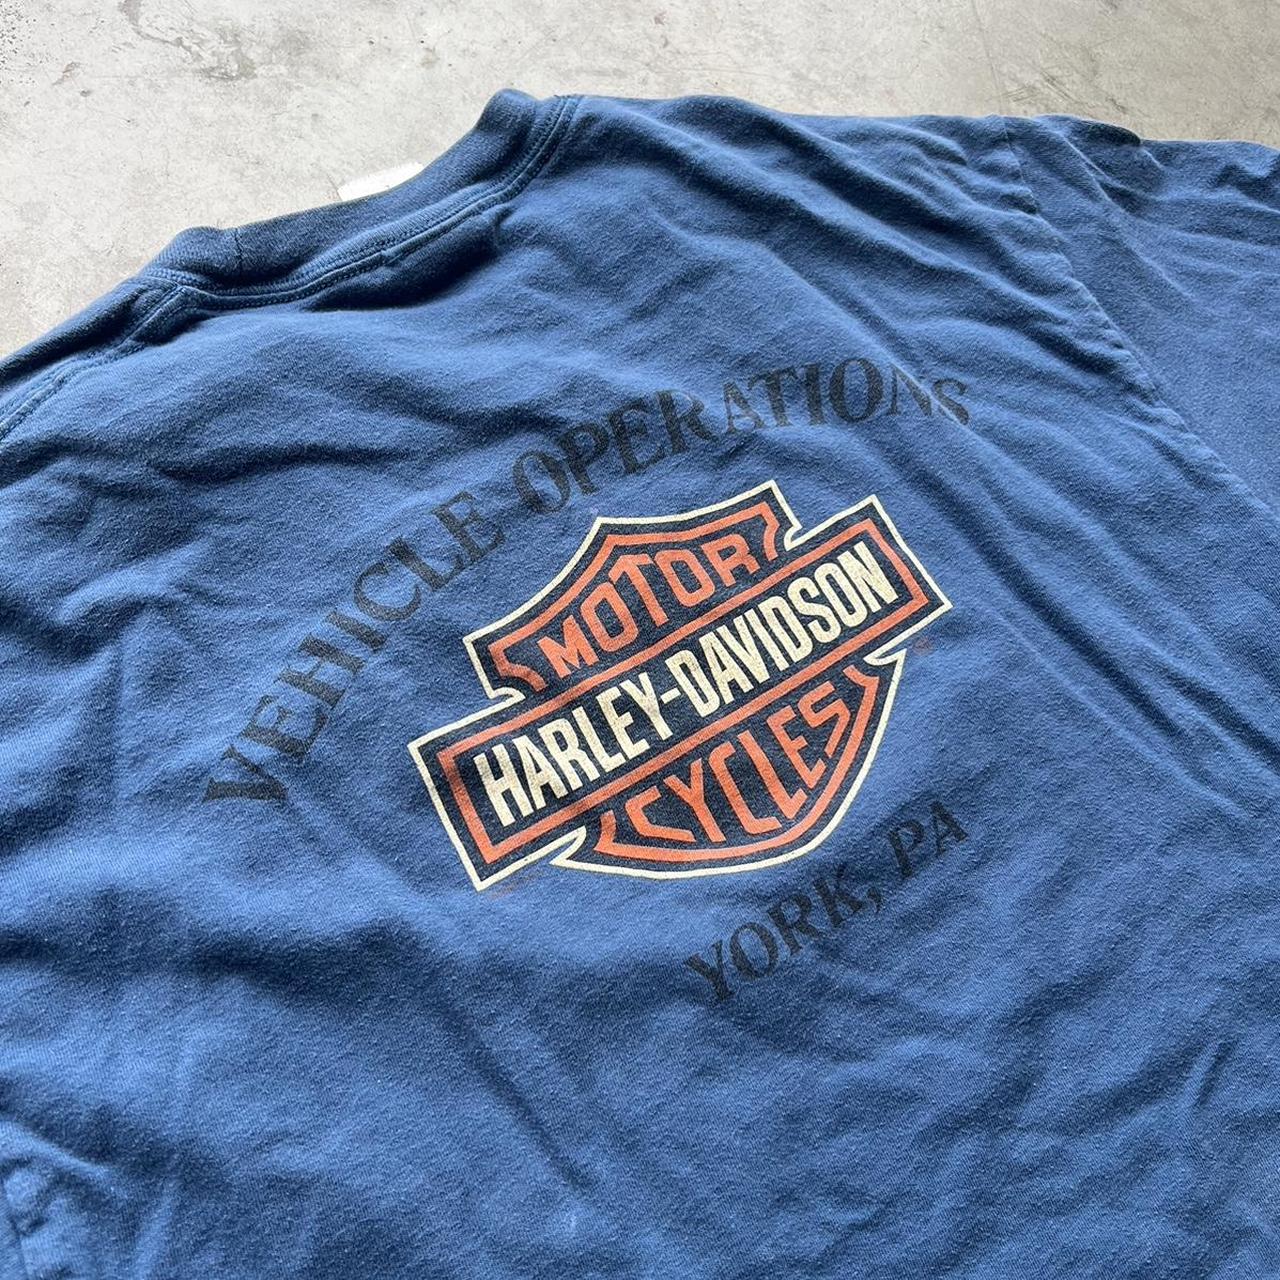 VEHICLE OPERATIONS
MOTOR
HARLEY-DAVIDSON
CYCLES
YORK, PA